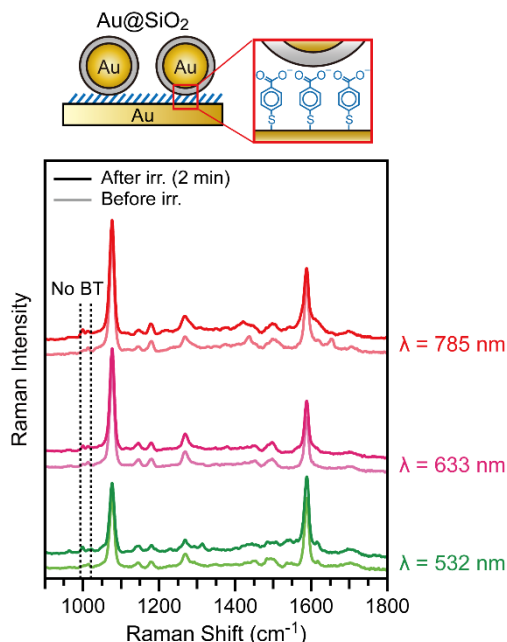 Au@SiO₂
Au
Au
Au
O O⁻ O O⁻ O O⁻
S S S
After irr. (2 min)
Before irr.
No BT
λ = 785 nm
λ = 633 nm
λ = 532 nm
Raman Intensity
1000 1200 1400 1600 1800
Raman Shift (cm⁻¹)